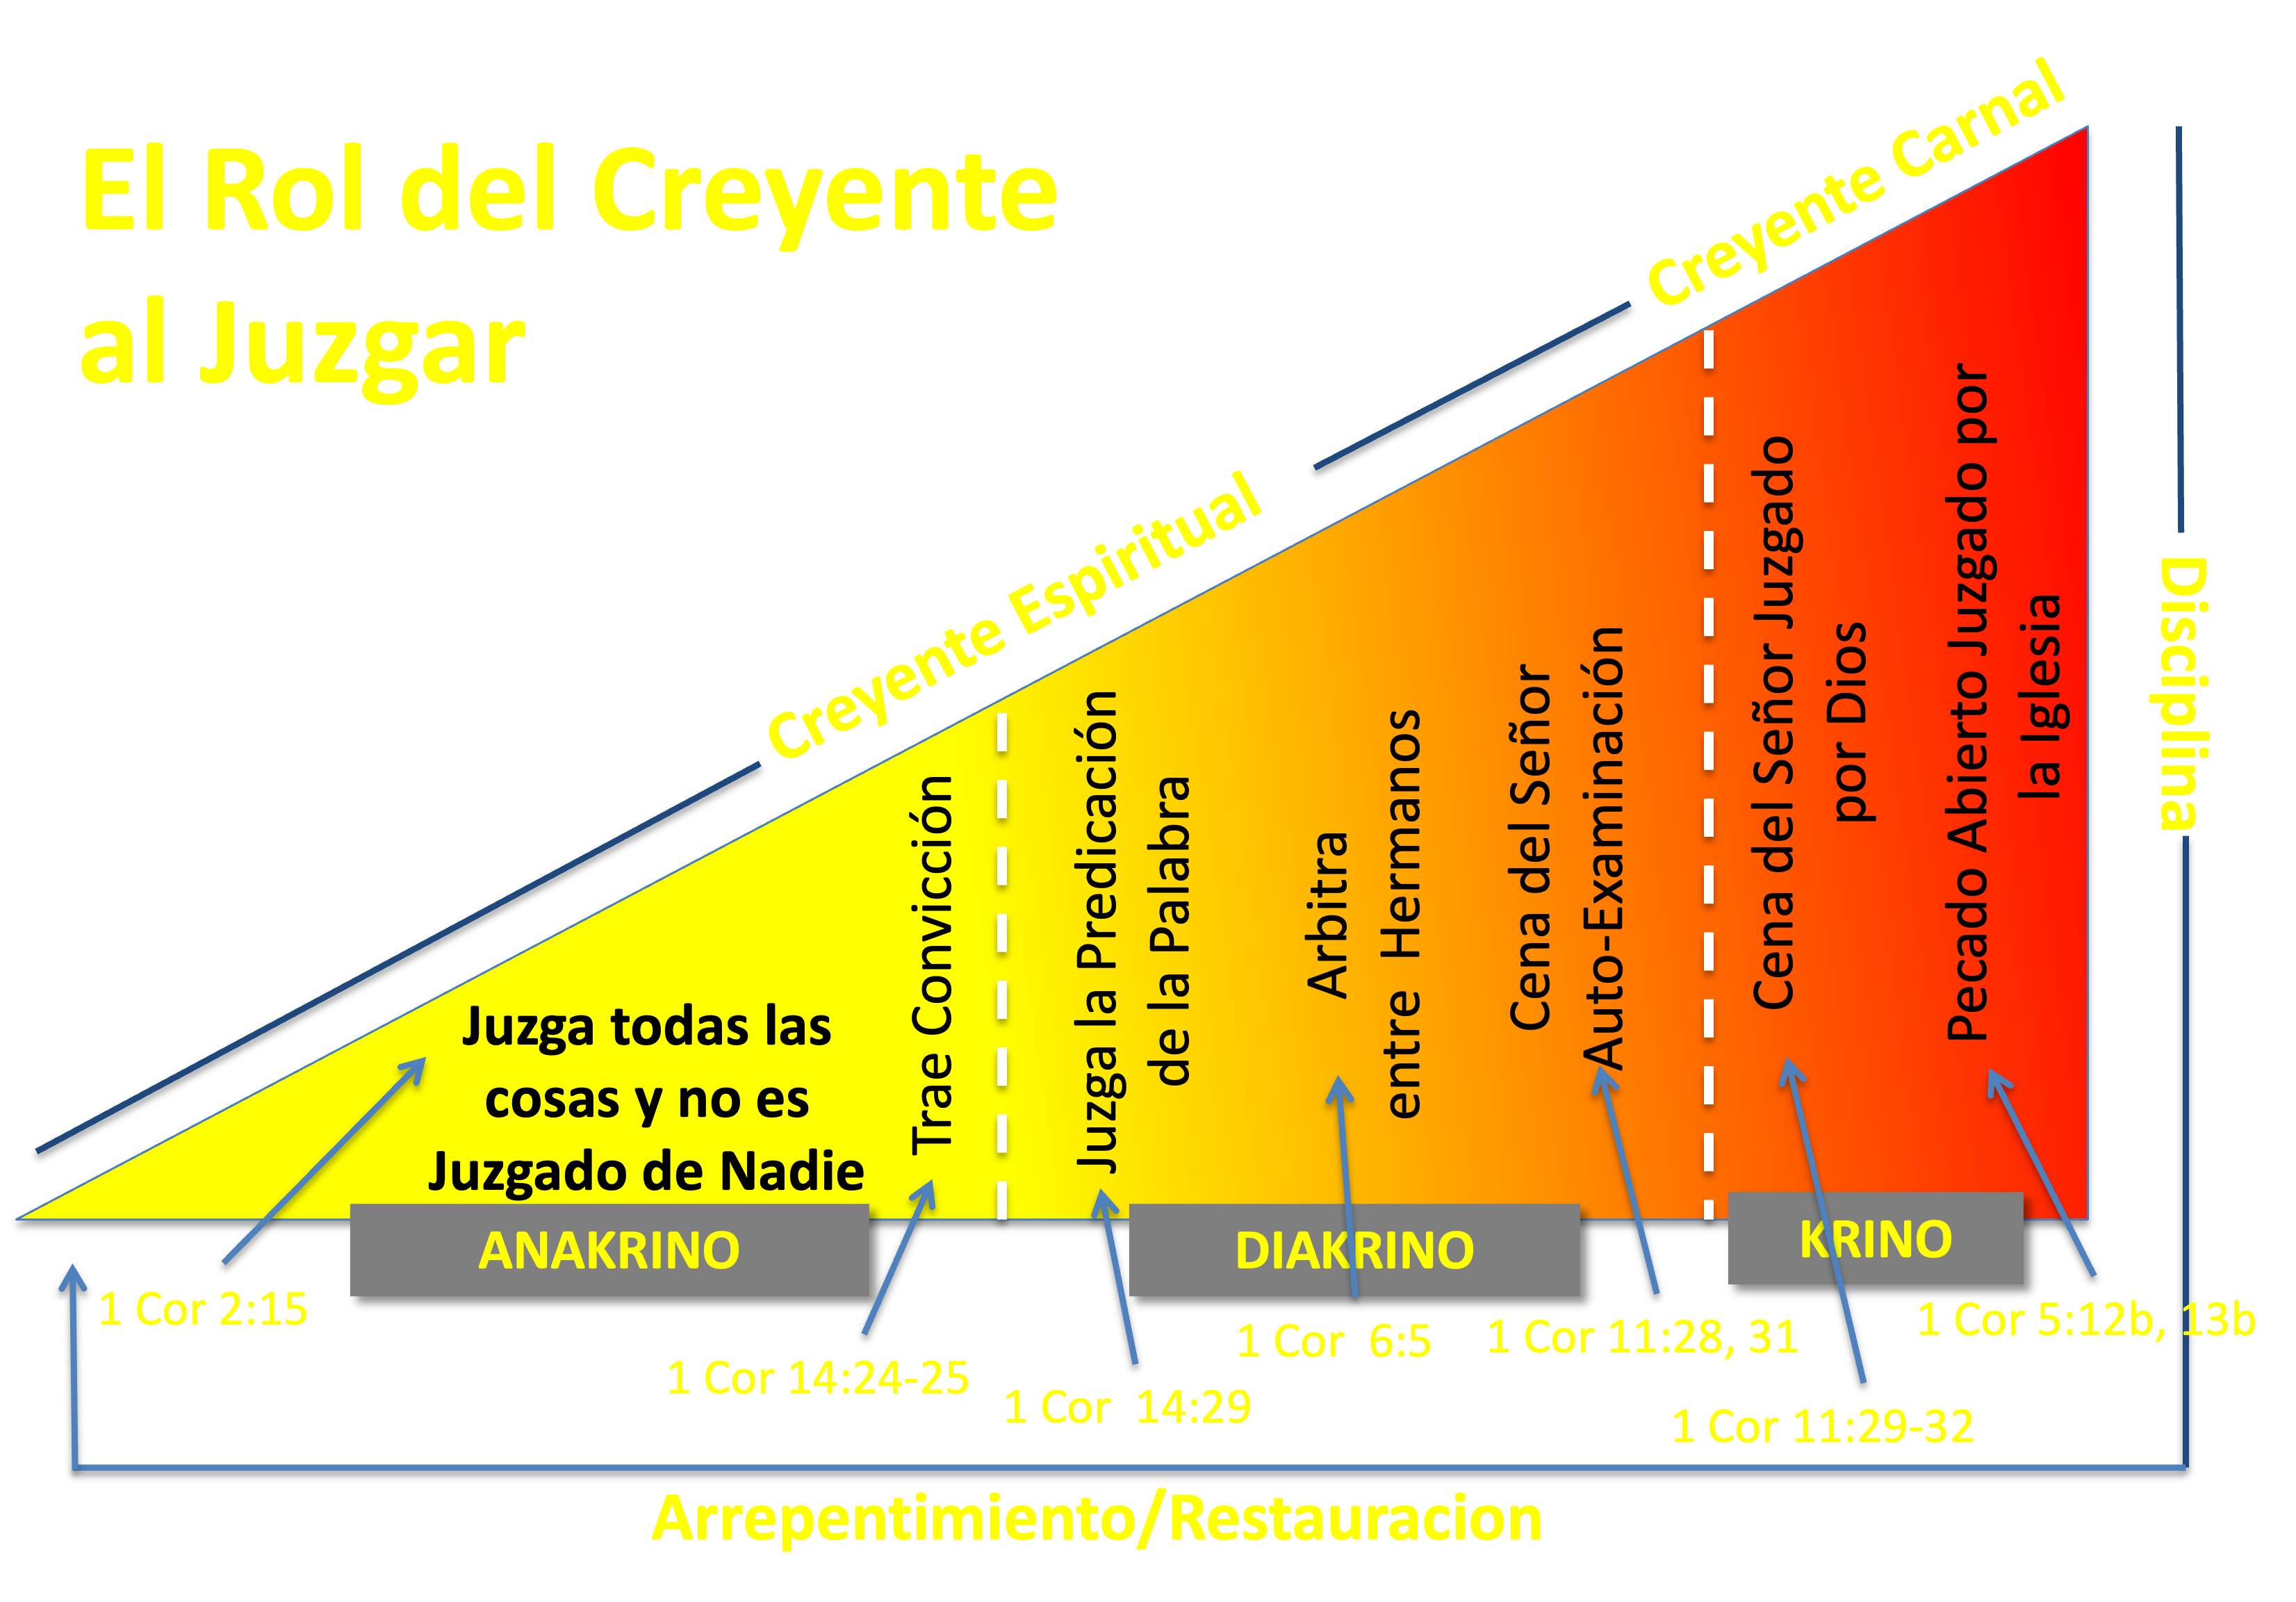 El Rol del Creyente
al Juzgar
Creyente Carnal
Creyente Espiritual
Disciplina
Juzga todas las
cosas y no es
Juzgado de Nadie
Trae Convicción
Juzga la Predicación
de la Palabra
Arbitra
entre Hermanos
Cena del Señor
Auto-Examinación
Cena del Señor Juzgado
por Dios
Pecado Abierto Juzgado por
la Iglesia
ANAKRINO
DIAKRINO
KRINO
1 Cor 2:15
1 Cor 14:24-25
1 Cor 14:29
1 Cor 6:5
1 Cor 11:28, 31
1 Cor 11:29-32
1 Cor 5:12b, 13b
Arrepentimiento/Restauracion